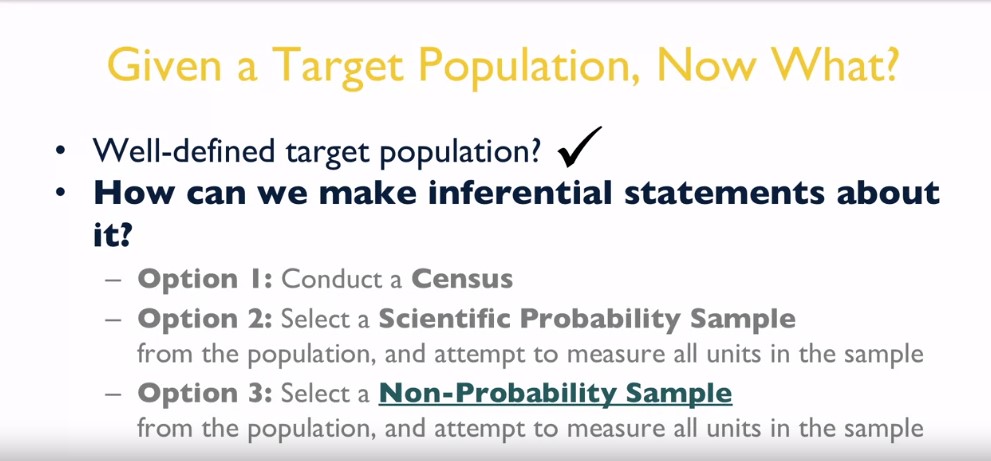 Given a Target Population, Now What?
• Well-defined target population? ✓
• How can we make inferential statements about
it?
– Option 1: Conduct a Census
– Option 2: Select a Scientific Probability Sample
from the population, and attempt to measure all units in the sample
– Option 3: Select a Non-Probability Sample
from the population, and attempt to measure all units in the sample